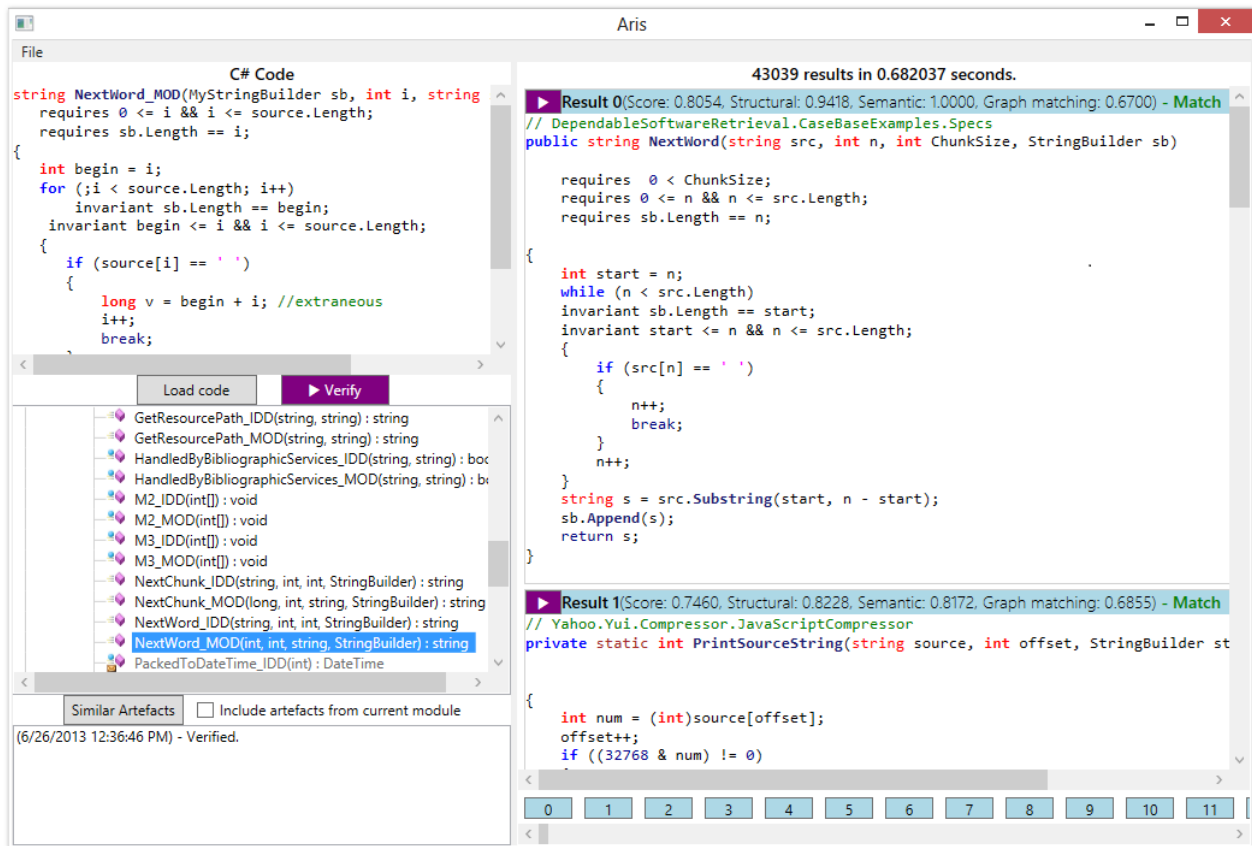 Aris
File
C# Code
string NextWord_MOD(MyStringBuilder sb, int i, string
requires 0 <= i && i <= source.Length;
requires sb.Length == i;
{
int begin = i;
for (;i < source.Length; i++)
invariant sb.Length == begin;
invariant begin <= i && i <= source.Length;
{
if (source[i] == ' ')
{
long v = begin + i; //extraneous
i++;
break;
Load code
Verify
GetResourcePath_IDD(string, string) : string
GetResourcePath_MOD(string, string) : string
HandledByBibliographicServices_IDD(string, string) : boo
HandledByBibliographicServices_MOD(string, string) : b
M2_IDD(int[]) : void
M2_MOD(int[]) : void
M3_IDD(int[]) : void
M3_MOD(int[]) : void
NextChunk_IDD(string, int, int, StringBuilder) : string
NextChunk_MOD(long, int, string, StringBuilder) : string
NextWord_IDD(string, int, int, StringBuilder) : string
NextWord_MOD(int, int, string, StringBuilder) : string
PackedToDateTime_IDD(int) : DateTime
Similar Artefacts
Include artefacts from current module
(6/26/2013 12:36:46 PM) - Verified.
43039 results in 0.682037 seconds.
Result 0(Score: 0.8054, Structural: 0.9418, Semantic: 1.0000, Graph matching: 0.6700) - Match
// DependableSoftwareRetrieval.CaseBaseExamples.Specs
public string NextWord(string src, int n, int ChunkSize, StringBuilder sb)
requires 0 < ChunkSize;
requires 0 <= n && n <= src.Length;
requires sb.Length == n;
{
int start = n;
while (n < src.Length)
invariant sb.Length == start;
invariant start <= n && n <= src.Length;
{
if (src[n] == ' ')
{
n++;
break;
}
n++;
}
string s = src.Substring(start, n - start);
sb.Append(s);
return s;
}
Result 1(Score: 0.7460, Structural: 0.8228, Semantic: 0.8172, Graph matching: 0.6855) - Match
// Yahoo.Yui.Compressor.JavaScriptCompressor
private static int PrintSourceString(string source, int offset, StringBuilder st
{
int num = (int)source[offset];
offset++;
if ((32768 & num) != 0)
0 1 2 3 4 5 6 7 8 9 10 11